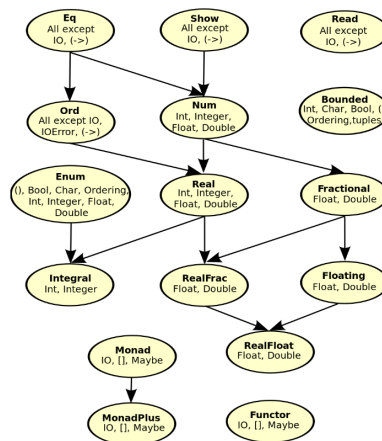 Eq
All except
IO, (->)
Show
All except
IO, (->)
Read
All except
IO, (->)
Ord
All except IO,
IOError, (->)
Num
Int, Integer,
Float, Double
Bounded
Int, Char, Bool, (
Ordering,tuples
Enum
(), Bool, Char, Ordering,
Int, Integer, Float,
Double
Real
Int, Integer,
Float, Double
Fractional
Float, Double
Integral
Int, Integer
RealFrac
Float, Double
Floating
Float, Double
Monad
IO, [], Maybe
RealFloat
Float, Double
MonadPlus
IO, [], Maybe
Functor
IO, [], Maybe